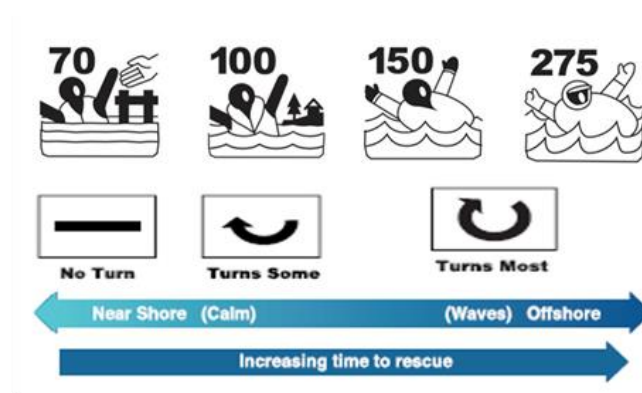 70 100 150 275
No Turn Turns Some Turns Most
Near Shore (Calm) (Waves) Offshore
Increasing time to rescue